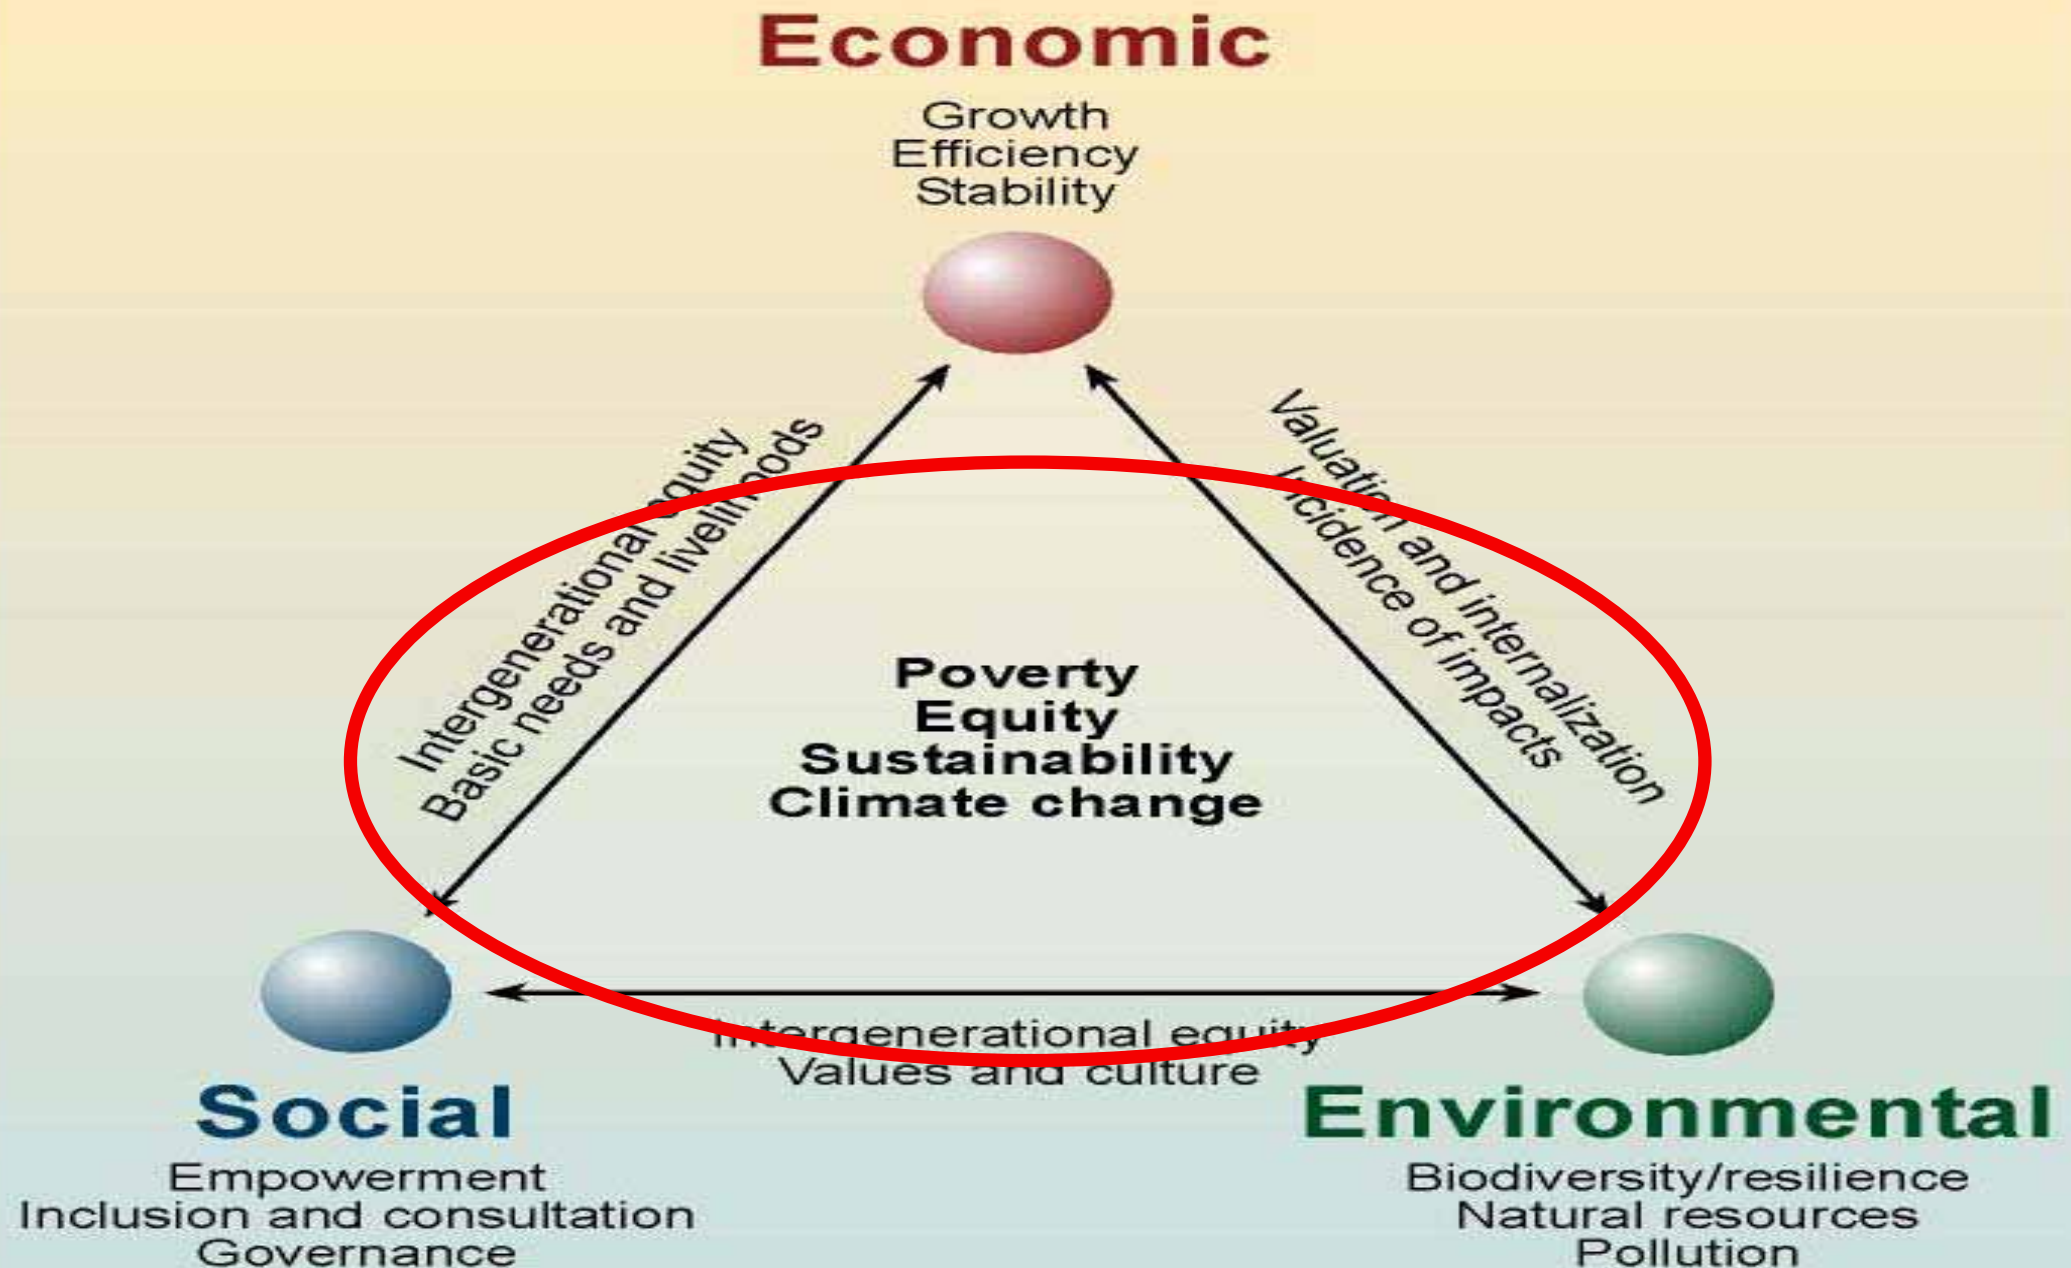 Economic
Growth
Efficiency
Stability
Intergenerational equity
Basic needs and livelihoods
Valuation and internalization
Incidence of impacts
Poverty
Equity
Sustainability
Climate change
Intergenerational equity
Values and culture
Social
Empowerment
Inclusion and consultation
Governance
Environmental
Biodiversity/resilience
Natural resources
Pollution